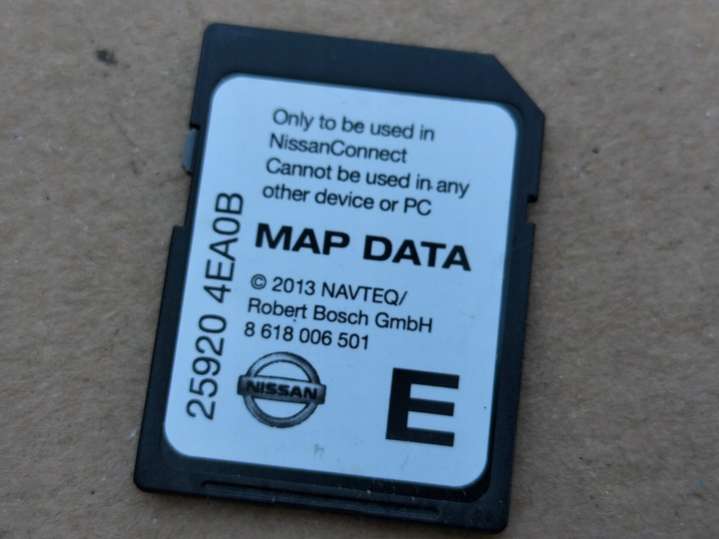 Only to be used in
NissanConnect
Cannot be used in any
other device or PC
MAP DATA
© 2013 NAVTEQ/
Robert Bosch GmbH
8 618 006 501
NISSAN
E
25920 4EA0B